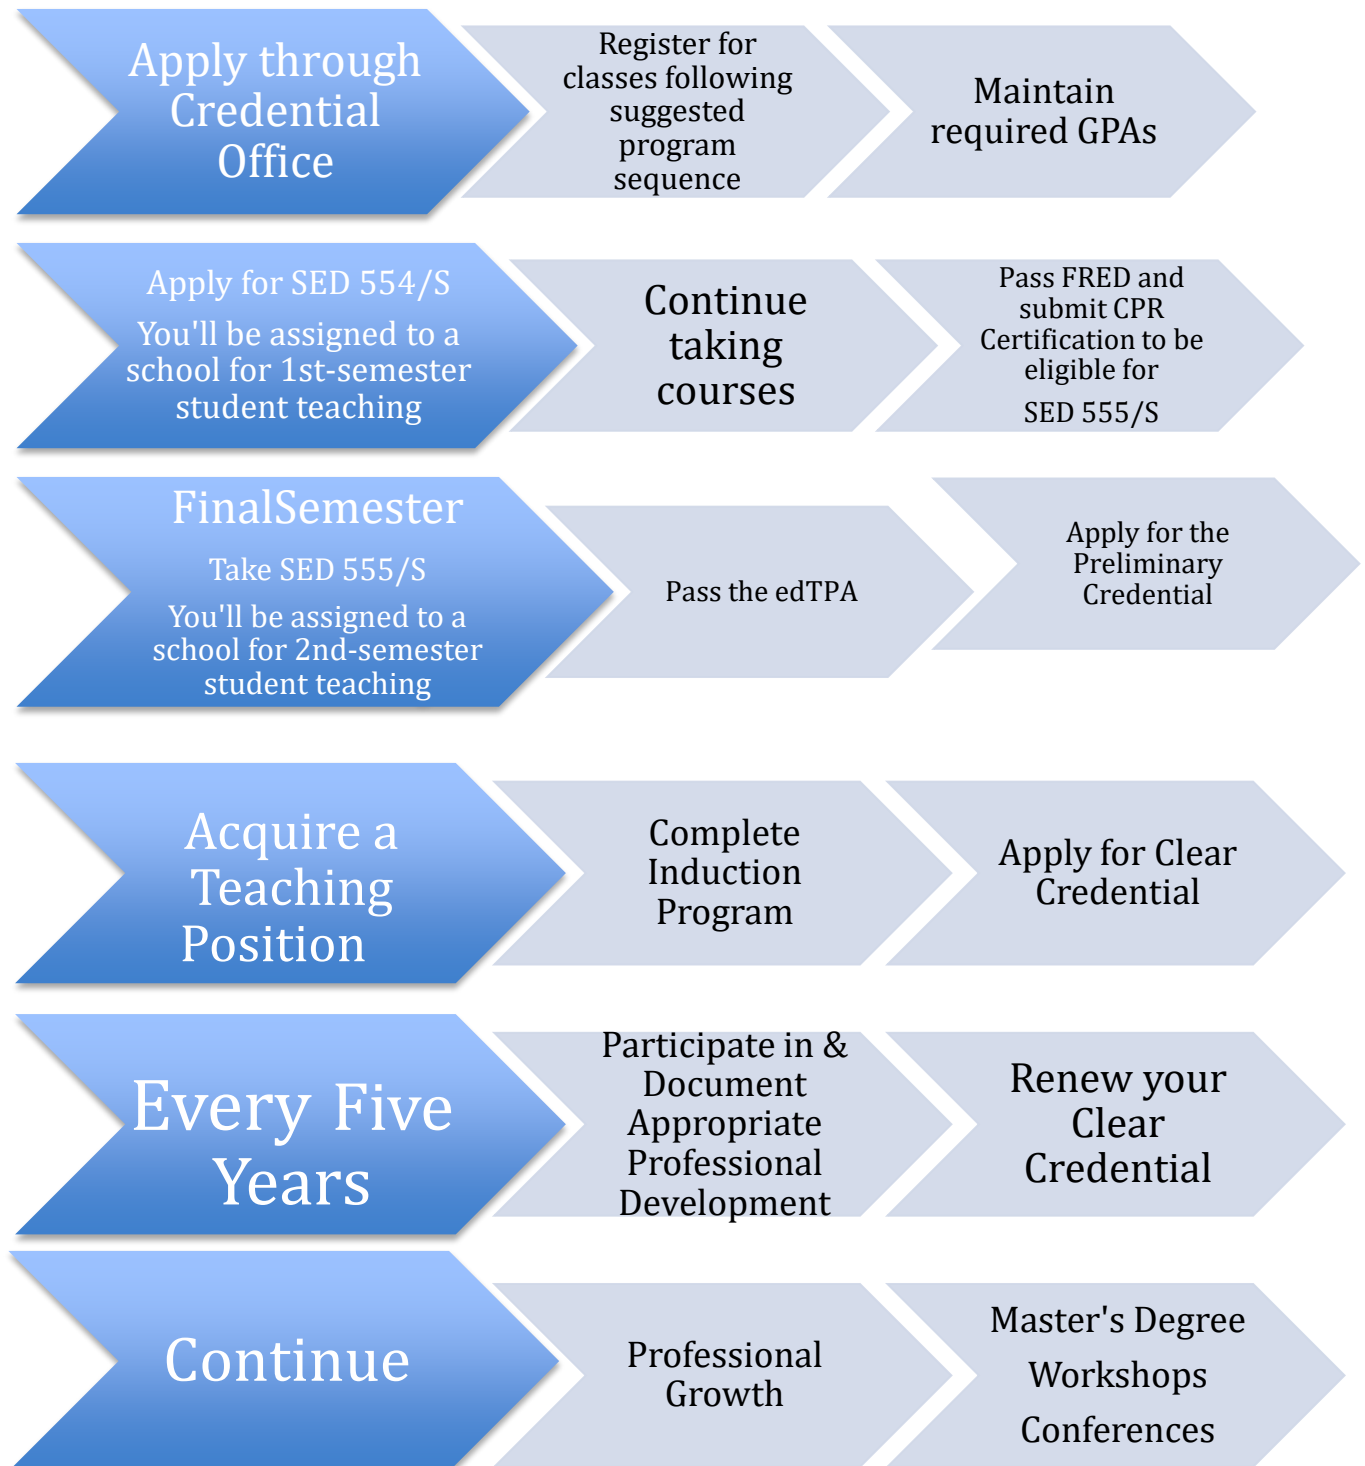 Apply through
Credential
Office
Register for
classes following
suggested
program
sequence
Maintain
required GPAs
Apply for SED 554/S
You'll be assigned to a
school for 1st-semester
student teaching
Continue
taking
courses
Pass FRED and
submit CPR
Certification to be
eligible for
SED 555/S
FinalSemester
Take SED 555/S
You'll be assigned to a
school for 2nd-semester
student teaching
Pass the edTPA
Apply for the
Preliminary
Credential
Acquire a
Teaching
Position
Complete
Induction
Program
Apply for Clear
Credential
Every Five
Years
Participate in &
Document
Appropriate
Professional
Development
Renew your
Clear
Credential
Continue
Professional
Growth
Master's Degree
Workshops
Conferences